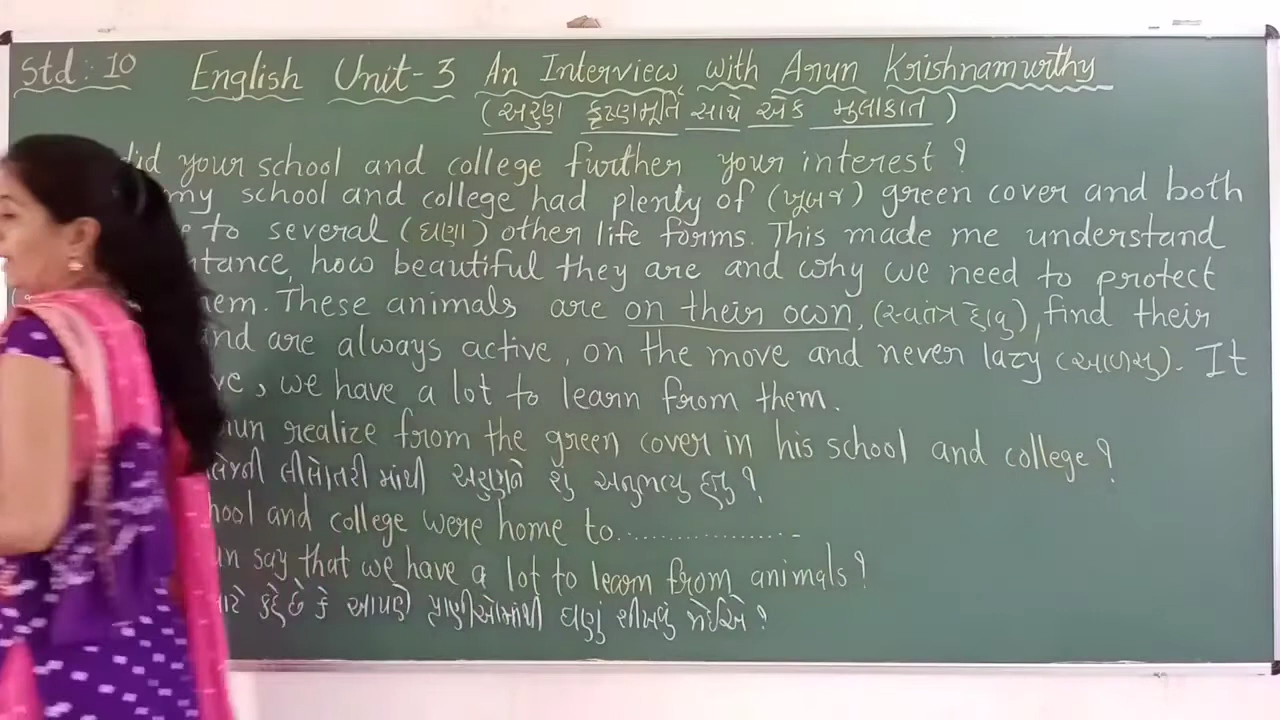 Std : 10 English Unit-3 An Interview with Arun Krishnamurthy
(અરુણ કૃષ્ણમૂર્તિ સાથે એક મુલાકાત)
did your school and college further your interest ?
my school and college had plenty of (ખૂબજ) green cover and both
to several (ઘણા) other life forms. This made me understand
how beautiful they are and why we need to protect
These animals are on their own, (સ્વતંત્ર હોવું), find their
and are always active, on the move and never lazy (આળસુ). It
we have a lot to learn from them.
realize from the green cover in his school and college ?
લીલોતરી માંથી અરુણને શું અનુભવ્યુ હતુ ?
and college were home to..................
say that we have a lot to learn from animals ?
કહે છે કે આપણે પ્રાણીઓમાંથી ઘણું શીખવું જોઈએ ?